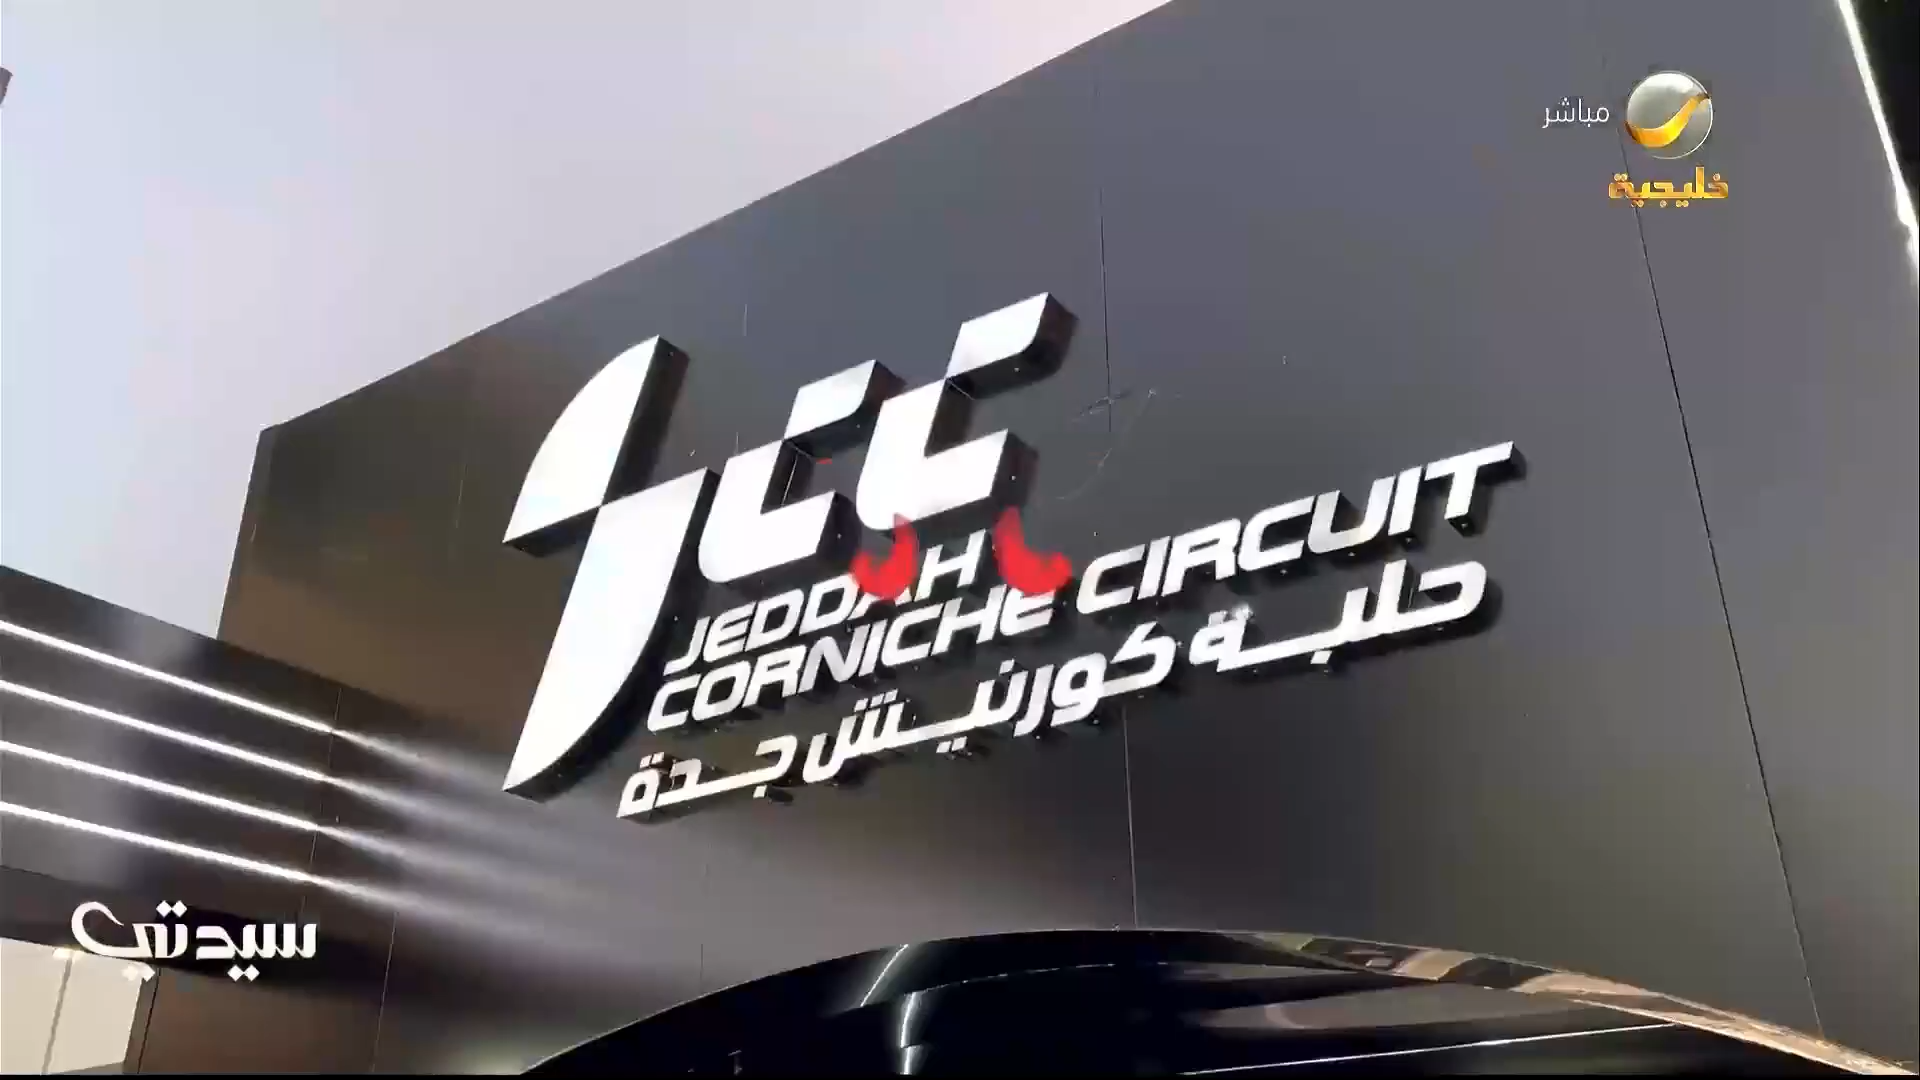 مباشر
خليجية
JCC
JEDDAH
CORNICHE CIRCUIT
حلبة كورنيش جدة
سيدتي